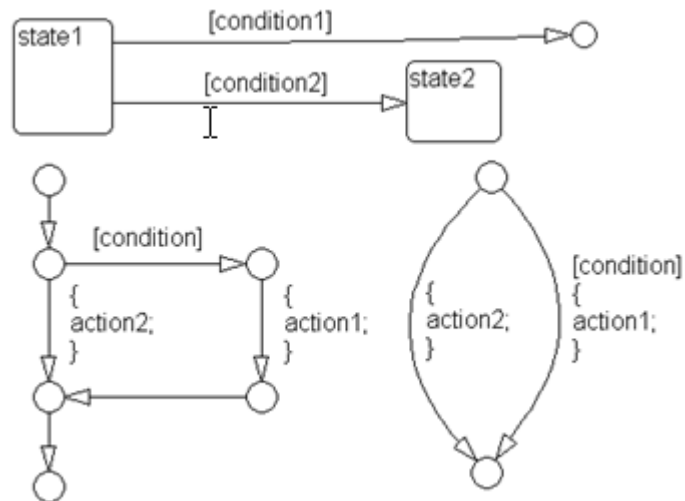 state1
[condition1]
[condition2]
state2
[condition]
{
action2;
}
{
action1;
}
{
action2;
}
[condition]
{
action1;
}